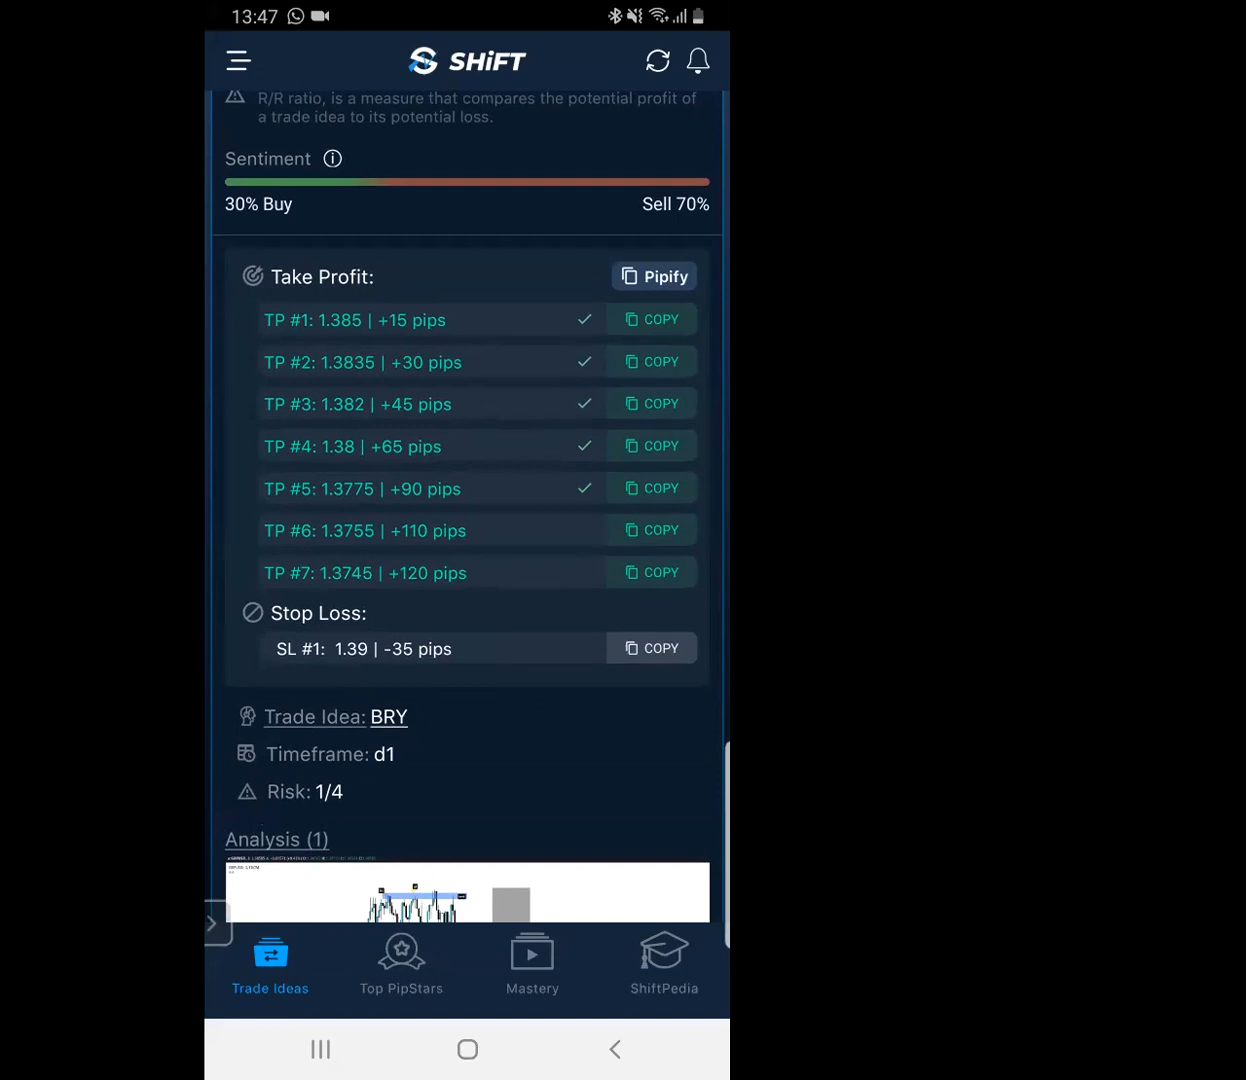 13:47
SHiFT
R/R ratio, is a measure that compares the potential profit of
a trade idea to its potential loss.
Sentiment
30% Buy
Sell 70%
Take Profit:
Pipify
TP #1: 1.385 | +15 pips
COPY
TP #2: 1.3835 | +30 pips
COPY
TP #3: 1.382 | +45 pips
COPY
TP #4: 1.38 | +65 pips
COPY
TP #5: 1.3775 | +90 pips
COPY
TP #6: 1.3755 | +110 pips
COPY
TP #7: 1.3745 | +120 pips
COPY
Stop Loss:
SL #1: 1.39 | -35 pips
COPY
Trade Idea: BRY
Timeframe: d1
Risk: 1/4
Analysis (1)
Trade Ideas
Top PipStars
Mastery
ShiftPedia